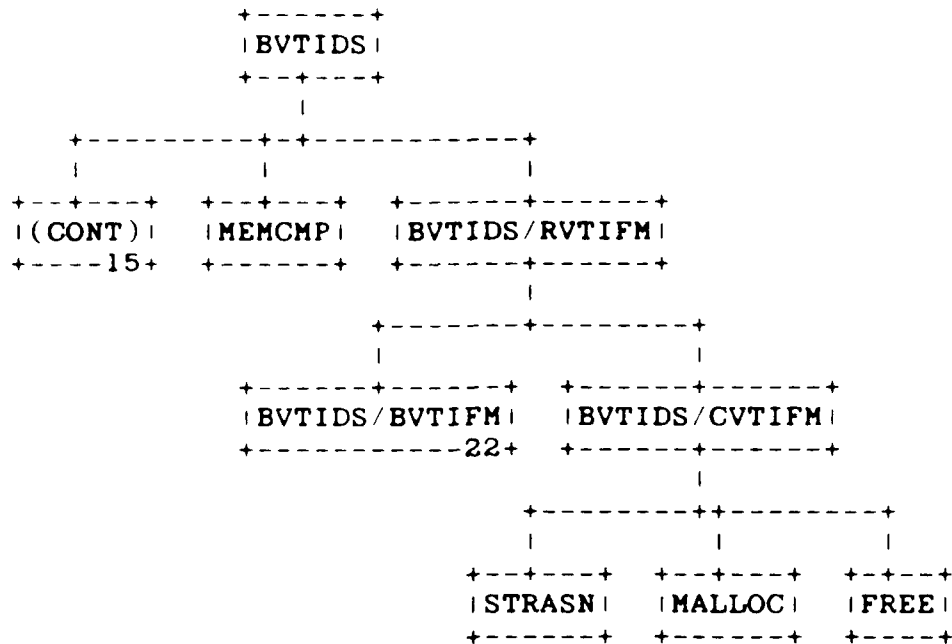 BVTIDS
(CONT) MEMCMP BVTIDS/RVTIFM
15
BVTIDS/BVTIFM BVTIDS/CVTIFM
22
STRASN MALLOC FREE